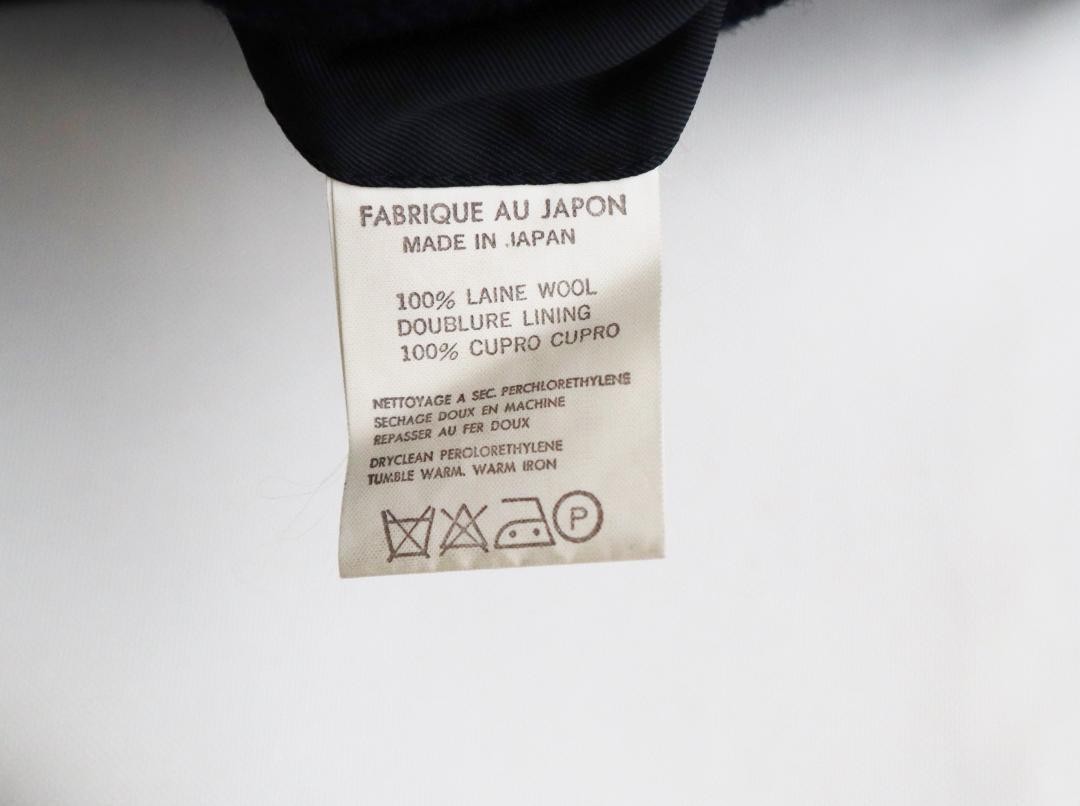 FABRIQUE AU JAPON
MADE IN JAPAN
100% LAINE WOOL
DOUBLURE LINING
100% CUPRO CUPRO
NETTOYAGE A SEC. PERCHLORETHYLENE
SECHAGE DOUX EN MACHINE
REPASSER AU FER DOUX
DRYCLEAN PERCLORETHYLENE
TUMBLE WARM. WARM IRON
P